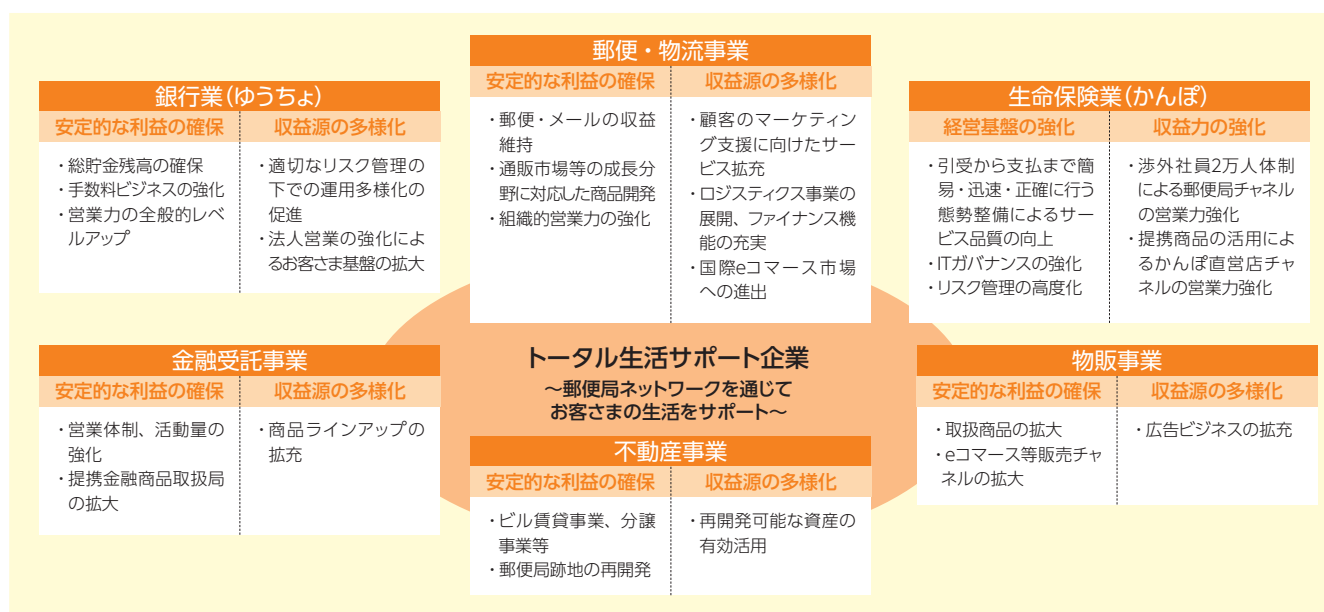 郵便・物流事業
安定的な利益の確保
・郵便・メールの収益
維持
・通販市場等の成長分
野に対応した商品開発
・組織的営業力の強化
収益源の多様化
・顧客のマーケティン
グ支援に向けたサー
ビス拡充
・ロジスティクス事業の
展開、ファイナンス機
能の充実
・国際eコマース市場
への進出
銀行業(ゆうちょ)
安定的な利益の確保
・総貯金残高の確保
・手数料ビジネスの強化
・営業力の全般的レベ
ルアップ
収益源の多様化
・適切なリスク管理の
下での運用多様化の
促進
・法人営業の強化によ
るお客さま基盤の拡大
生命保険業(かんぽ)
経営基盤の強化
・引受から支払まで簡
易・迅速・正確に行う
態勢整備によるサー
ビス品質の向上
・ITガバナンスの強化
・リスク管理の高度化
収益力の強化
・渉外社員2万人体制
による郵便局チャネル
の営業力強化
・提携商品の活用によ
るかんぽ直営店チャ
ネルの営業力強化
金融受託事業
安定的な利益の確保
・営業体制、活動量の
強化
・提携金融商品取扱局
の拡大
収益源の多様化
・商品ラインアップの
拡充
トータル生活サポート企業
〜郵便局ネットワークを通じて
お客さまの生活をサポート〜
物販事業
安定的な利益の確保
・取扱商品の拡大
・eコマース等販売チャ
ネルの拡大
収益源の多様化
・広告ビジネスの拡充
不動産事業
安定的な利益の確保
・ビル賃貸事業、分譲
事業等
・郵便局跡地の再開発
収益源の多様化
・再開発可能な資産の
有効活用